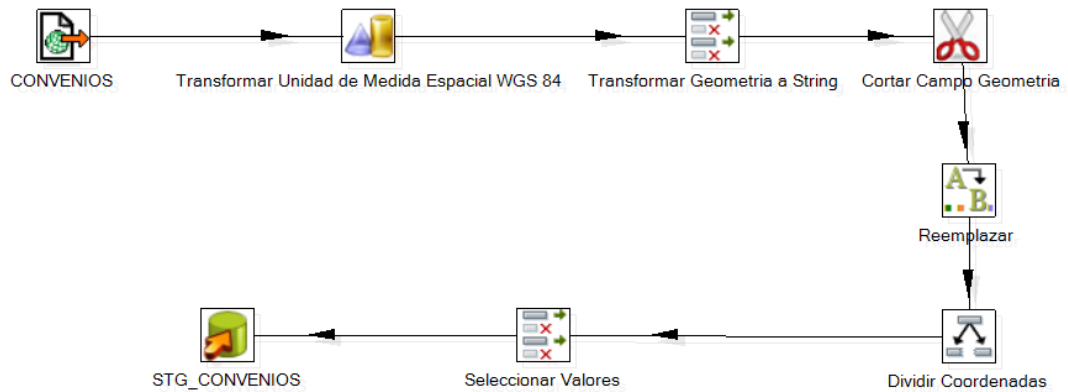 CONVENIOS
Transformar Unidad de Medida Espacial WGS 84
Transformar Geometria a String
Cortar Campo Geometria
Reemplazar
Dividir Coordenadas
Seleccionar Valores
STG_CONVENIOS